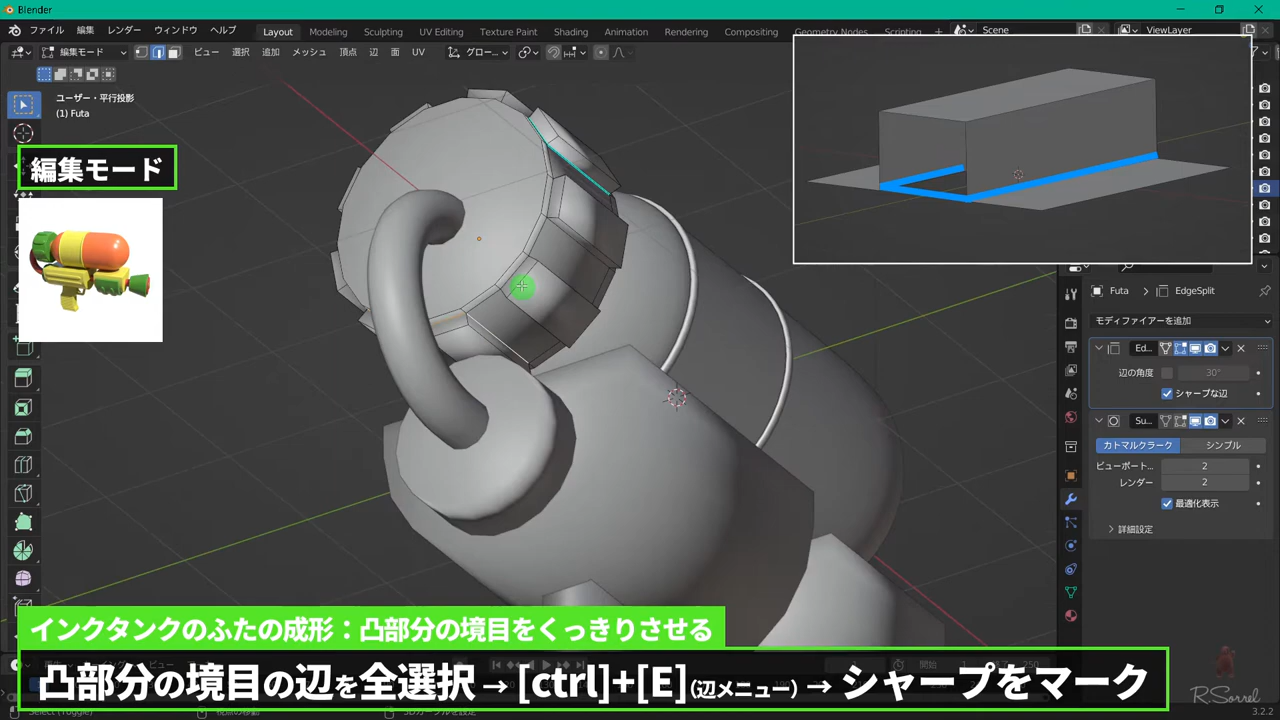 Blender
ファイル 編集 レンダー ウィンドウ ヘルプ Layout Modeling Sculpting UV Editing Texture Paint Shading Animation Rendering Compositing Geometry Nodes Scripting + Scene ViewLayer
編集モード ビュー 選択 追加 メッシュ 頂点 辺 面 UV グロー...
ユーザー・平行投影
(1) Futa
編集モード
Futa > EdgeSplit
モディファイアーを追加
Ed...
辺の角度 30°
シャープな辺
Su...
カトマルクラーク シンプル
ビューポート... 2
レンダー 2
最適化表示
詳細設定
インクタンクのふたの成形：凸部分の境目をくっきりさせる
開始
凸部分の境目の辺を全選択→[ctrl]+[E](辺メニュー)→シャープをマーク
R.Sorrel
3.2.2